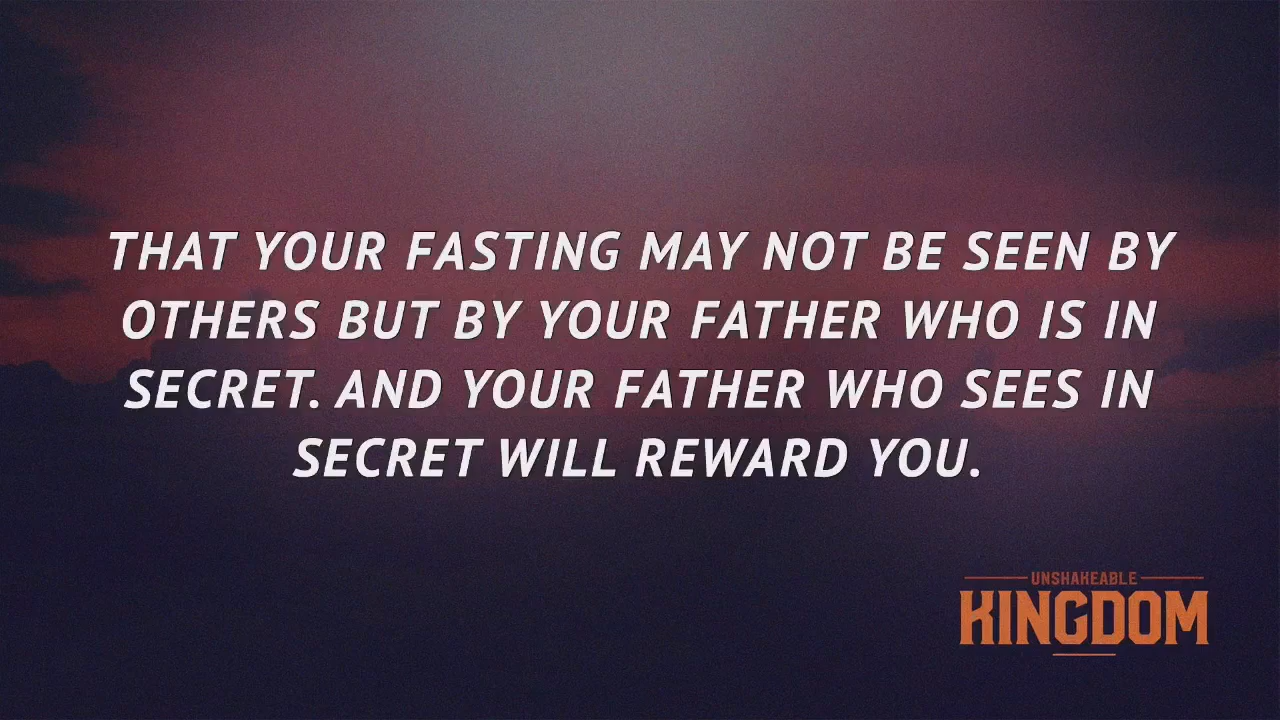 THAT YOUR FASTING MAY NOT BE SEEN BY
OTHERS BUT BY YOUR FATHER WHO IS IN
SECRET. AND YOUR FATHER WHO SEES IN
SECRET WILL REWARD YOU.
UNSHAKEABLE
KINGDOM